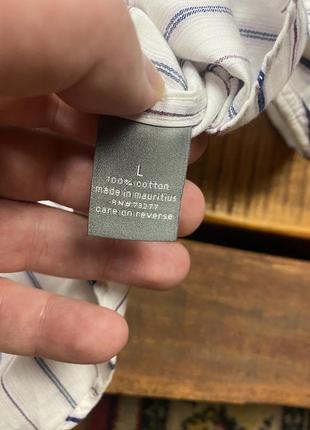 L
100% cotton
made in mauritius
RN#73277
care on reverse